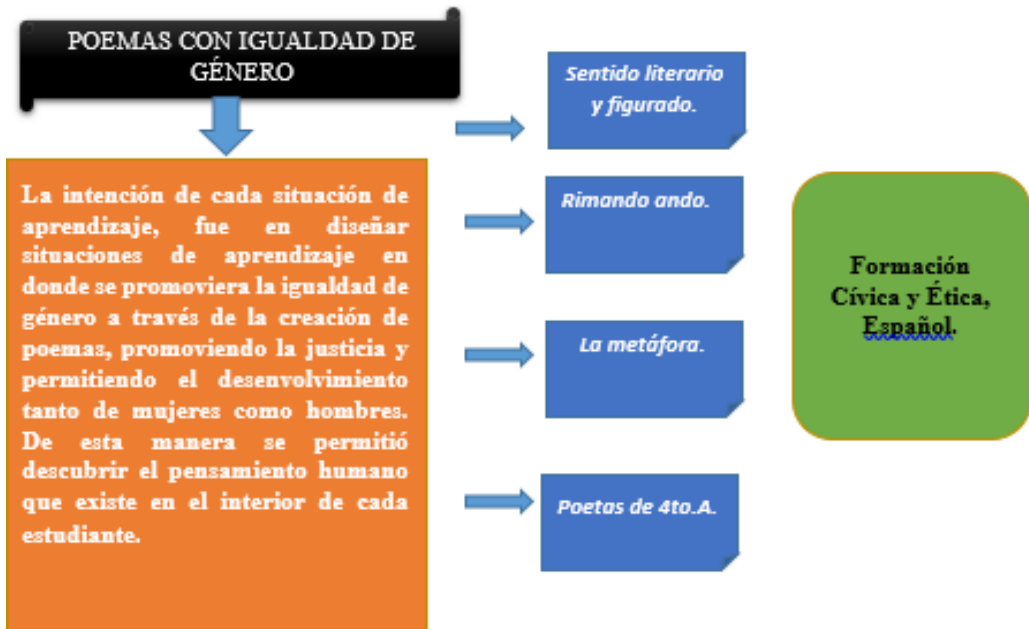 POEMAS CON IGUALDAD DE
GÉNERO
La intención de cada situación de
aprendizaje, fue en diseñar
situaciones de aprendizaje en
donde se promoviera la igualdad de
género a través de la creación de
poemas, promoviendo la justicia y
permitiendo el desenvolvimiento
tanto de mujeres como hombres.
De esta manera se permitió
descubrir el pensamiento humano
que existe en el interior de cada
estudiante.
Sentido literario
y figurado.
Rimando ando.
La metáfora.
Poetas de 4to.A.
Formación
Cívica y Ética,
Español.